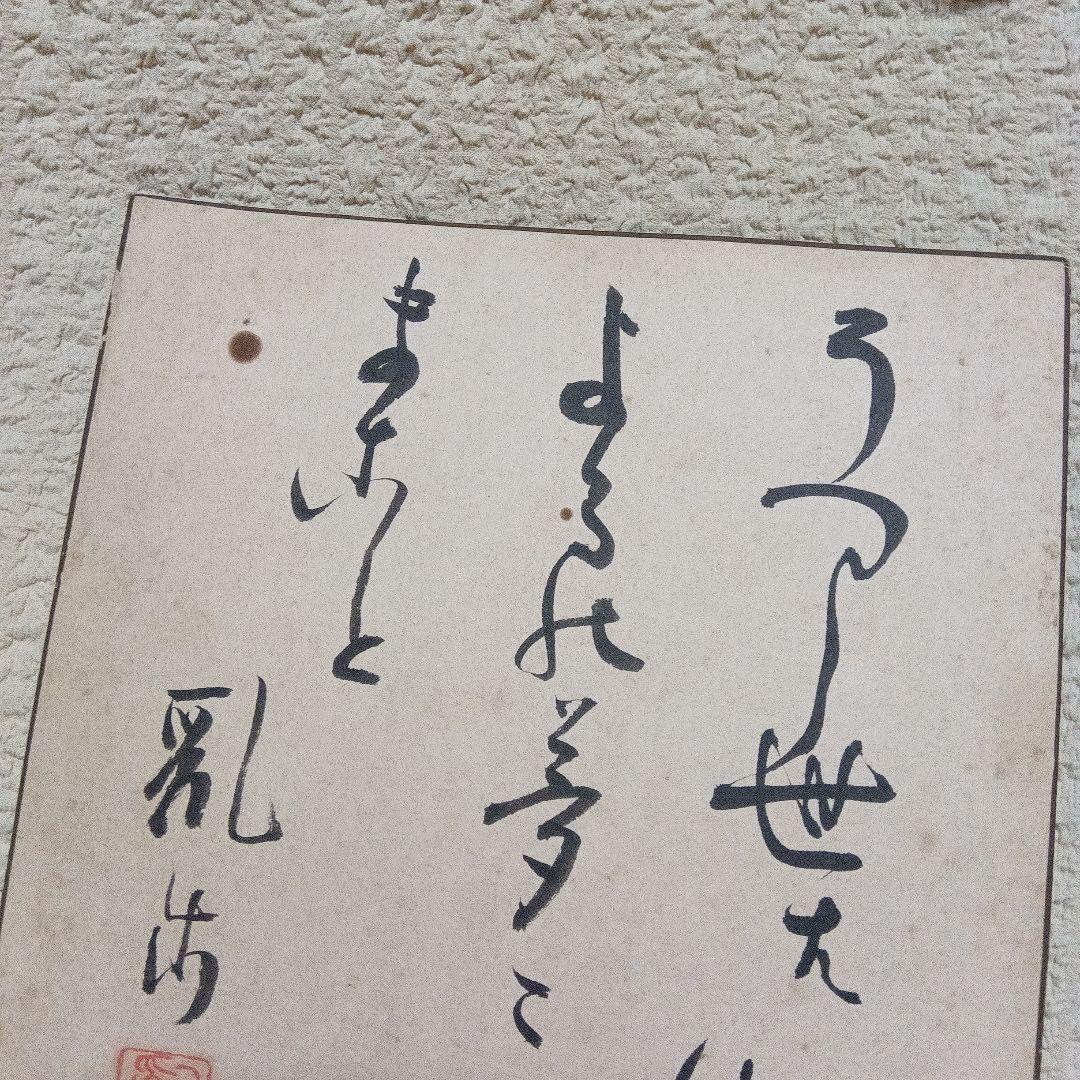 うつし世は
よるの夢こ
まこと
亂歩